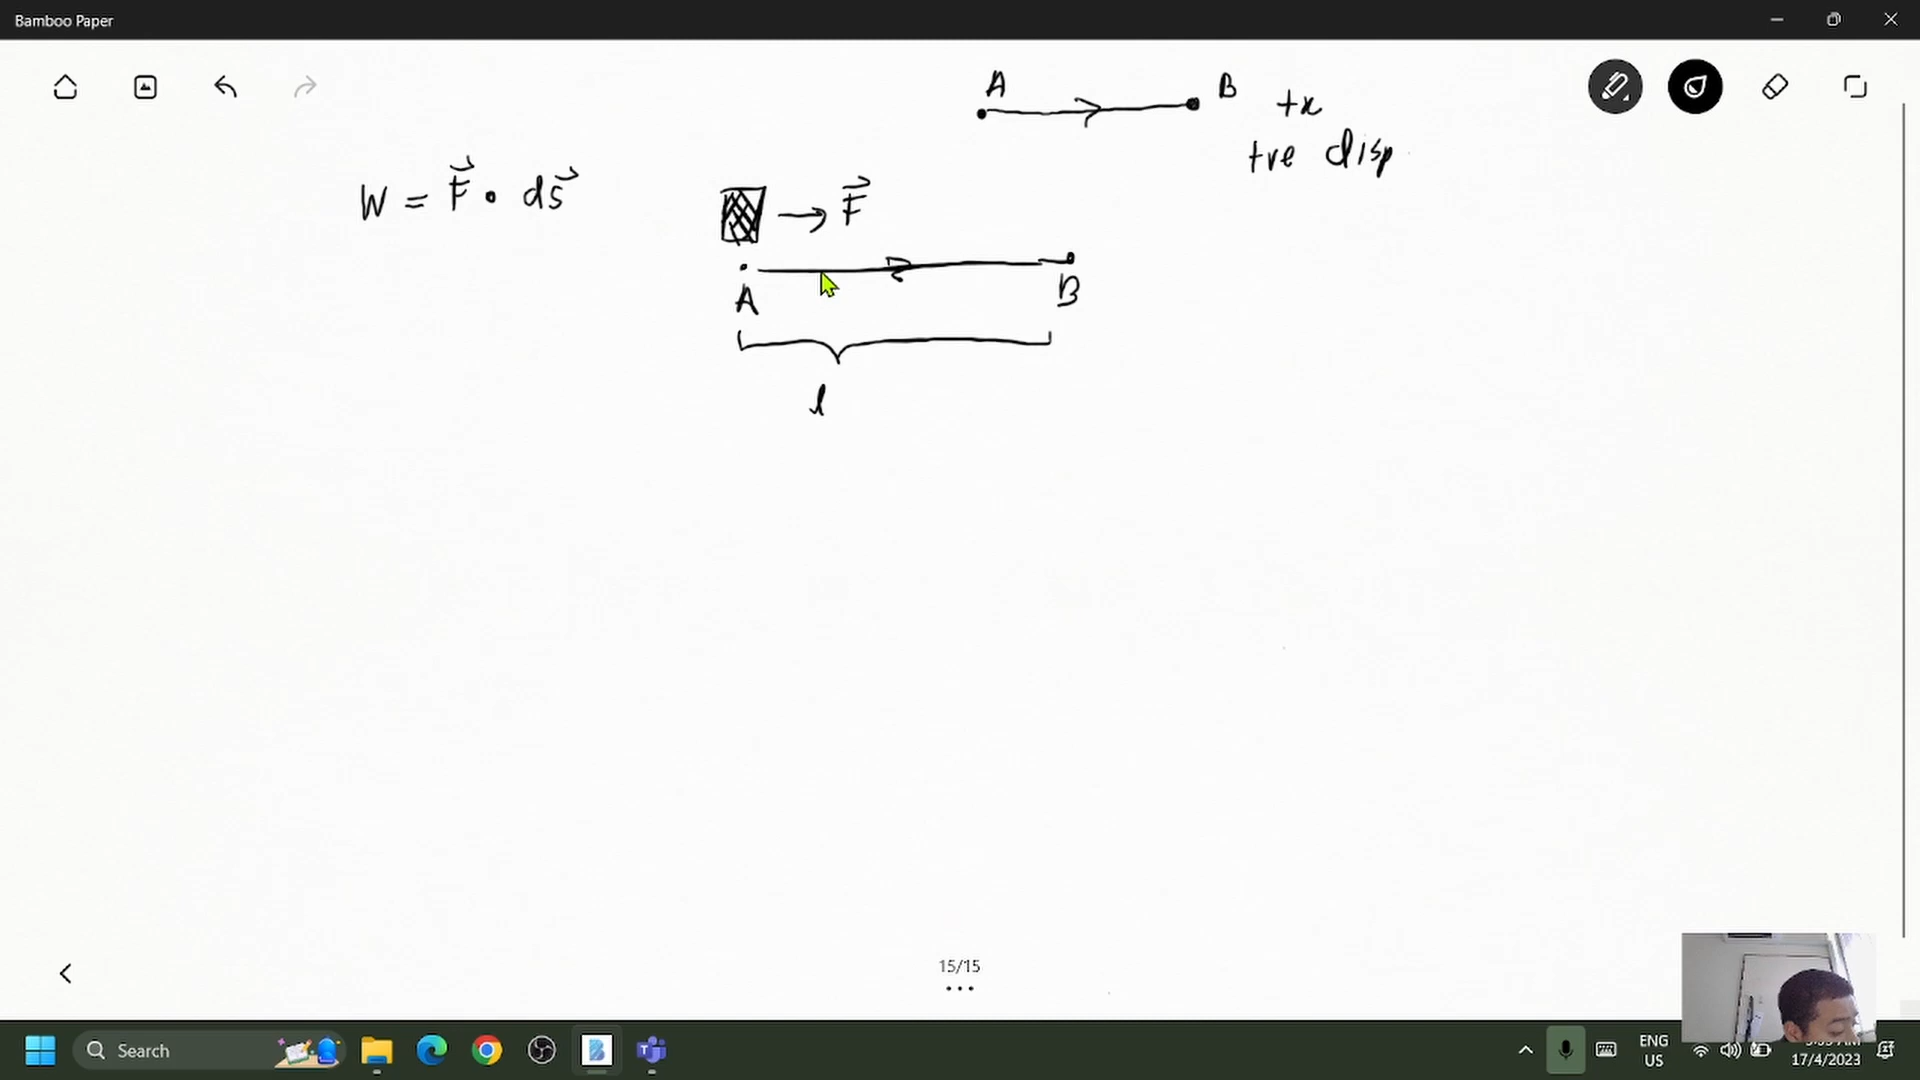 Bamboo Paper
A B +x
+ve disp
W = F⃗ • ds⃗
F⃗
A B
l
15/15
Search
ENG
US
17/4/2023